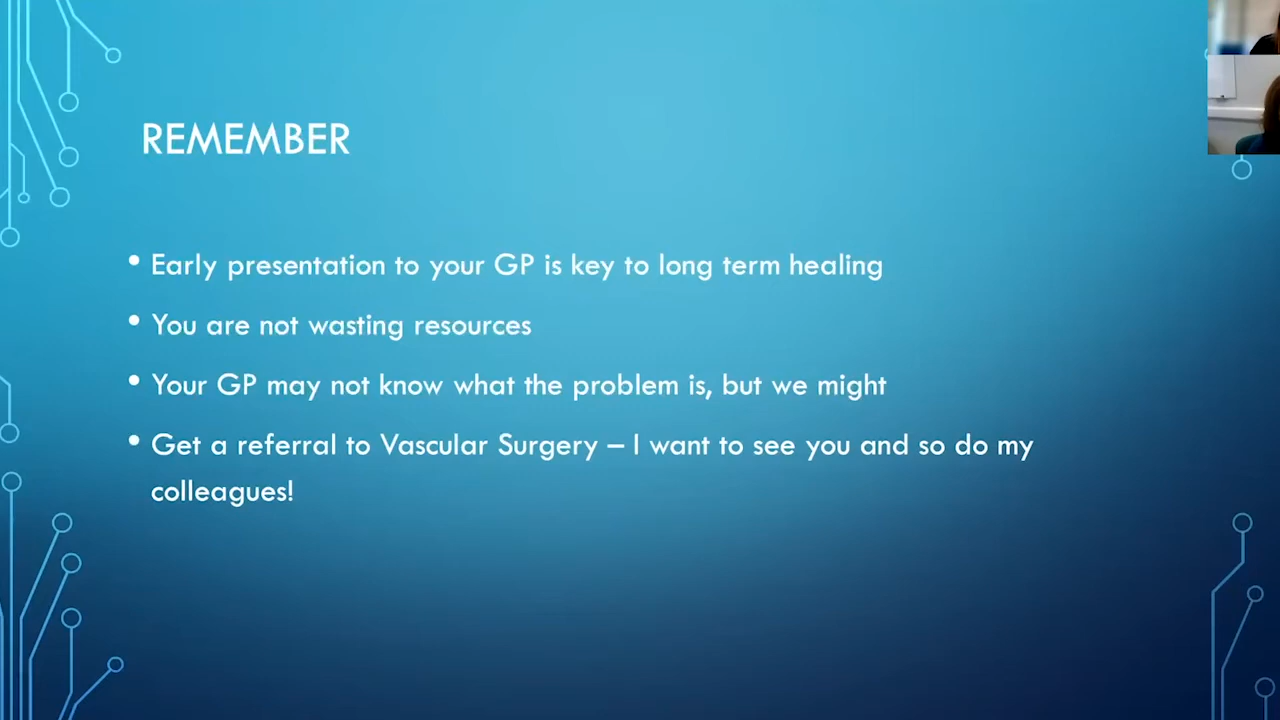 REMEMBER
• Early presentation to your GP is key to long term healing
• You are not wasting resources
• Your GP may not know what the problem is, but we might
• Get a referral to Vascular Surgery – I want to see you and so do my
colleagues!